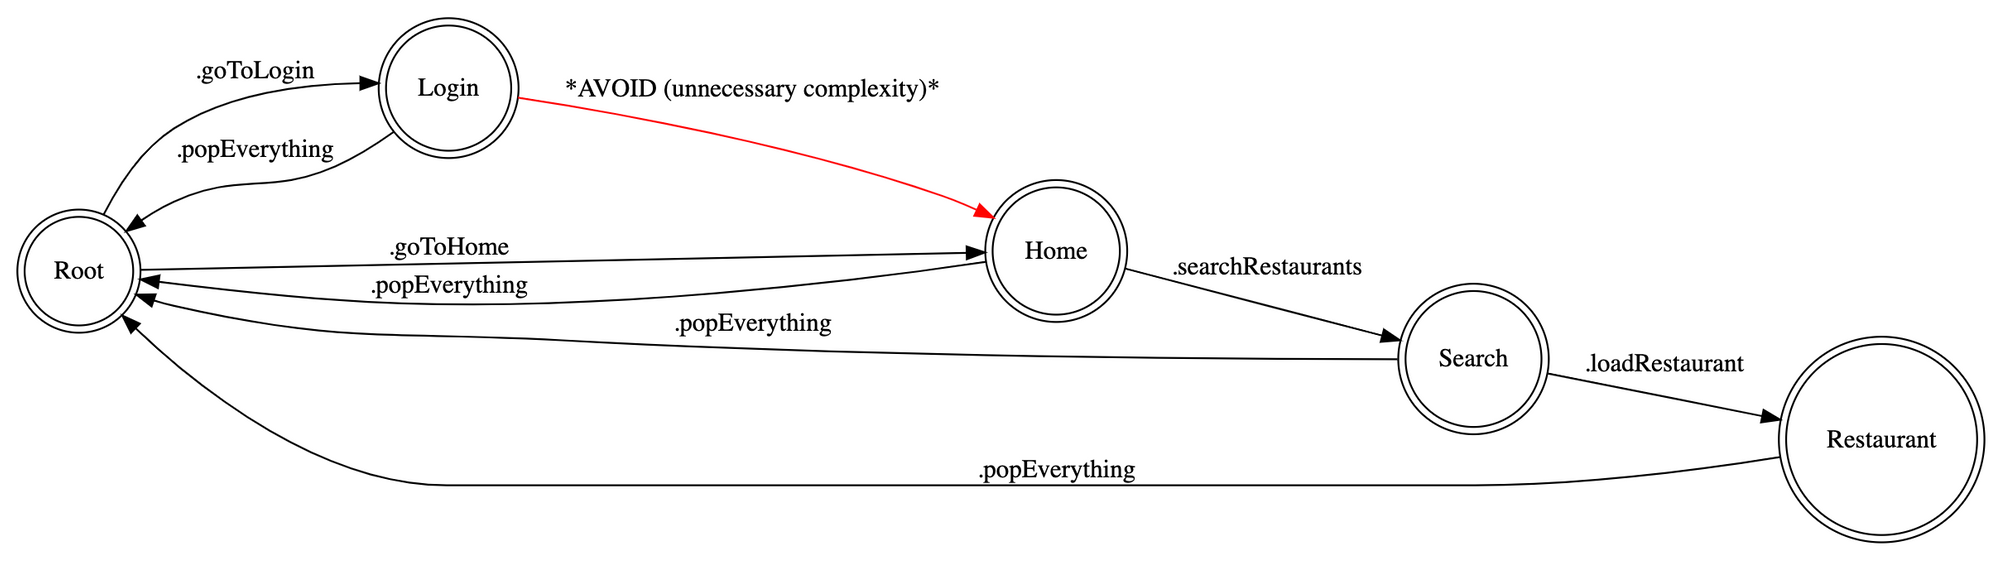 .goToLogin
Login
*AVOID (unnecessary complexity)*
.popEverything
Root
.goToHome
.popEverything
Home
.searchRestaurants
.popEverything
Search
.loadRestaurant
Restaurant
.popEverything